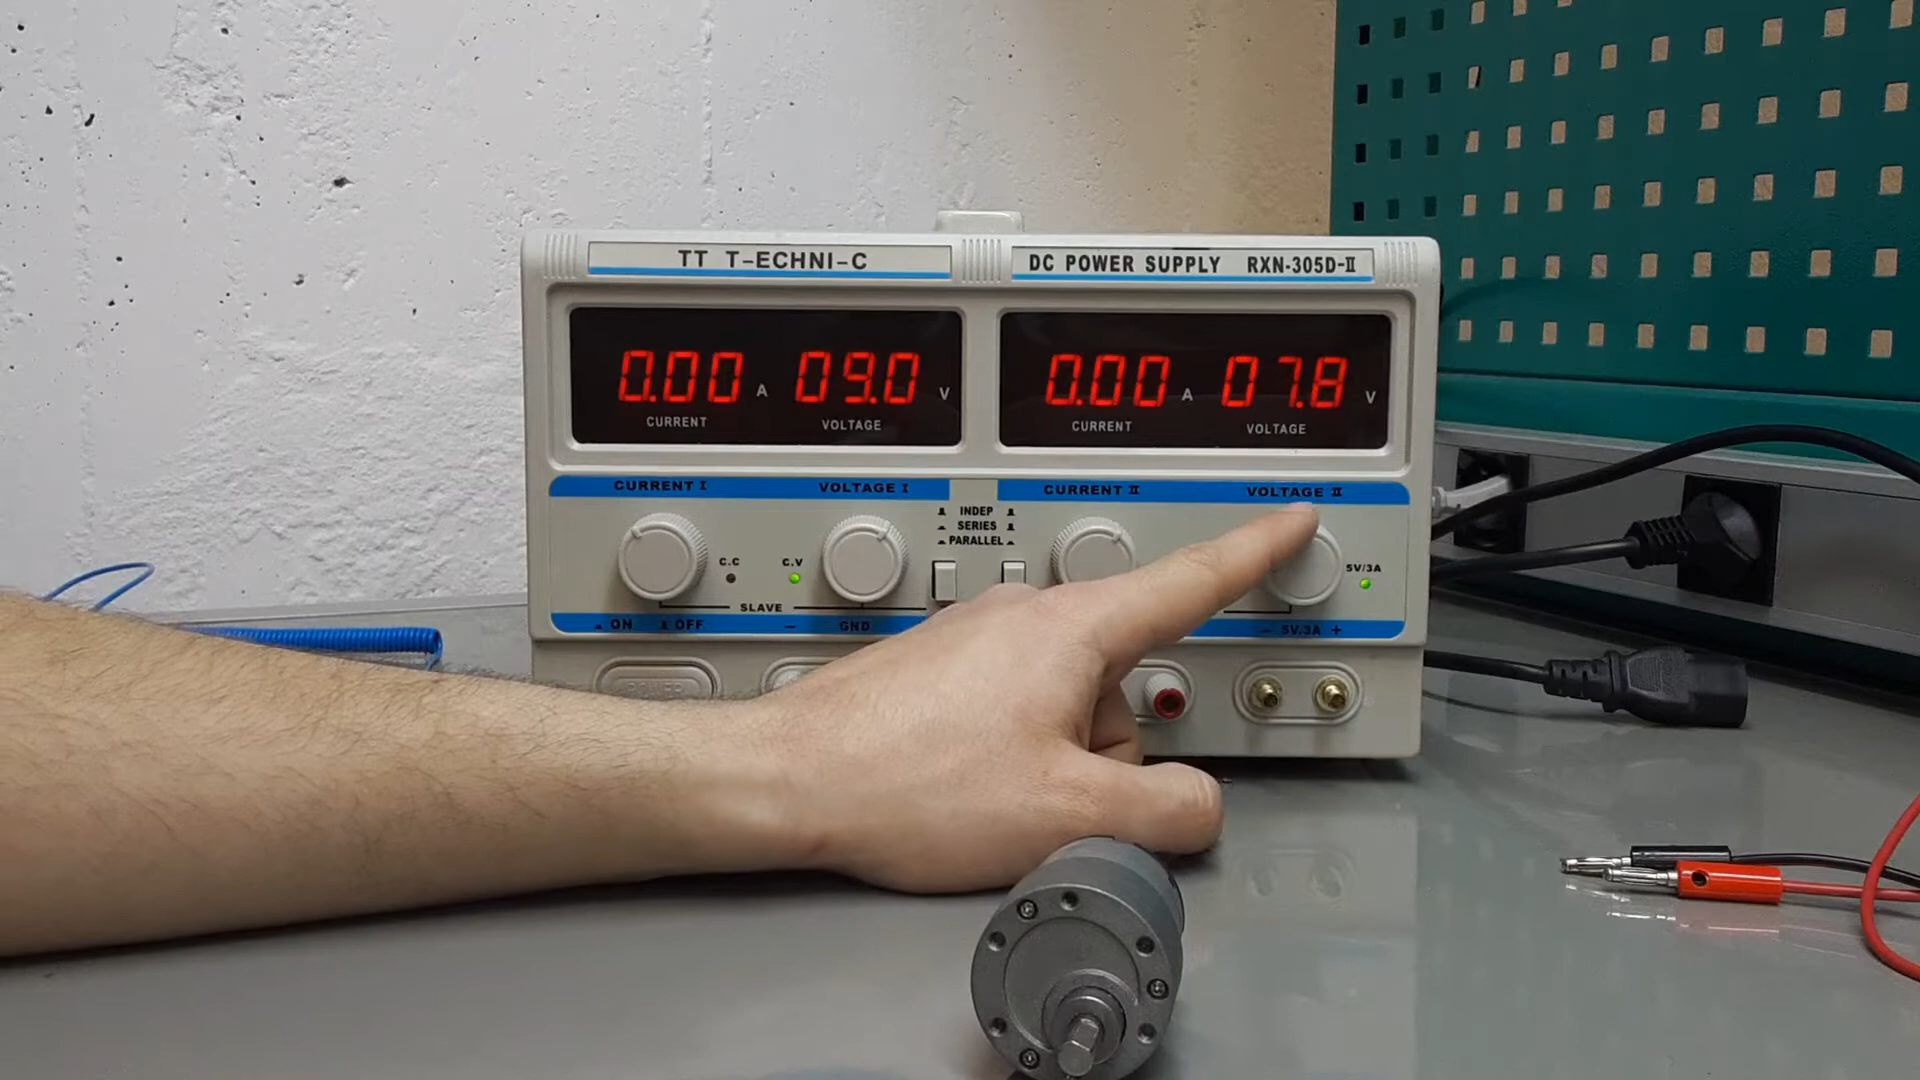 TT T-ECHNI-C
DC POWER SUPPLY RXN-305D-II
0.00 A 09.0 V
CURRENT VOLTAGE
0.00 A 07.8 V
CURRENT VOLTAGE
CURRENT I VOLTAGE I
CURRENT II VOLTAGE II
INDEP
SERIES
PARALLEL
C.C C.V
5V/3A
SLAVE
ON OFF - GND
- 5V.3A +
POWER